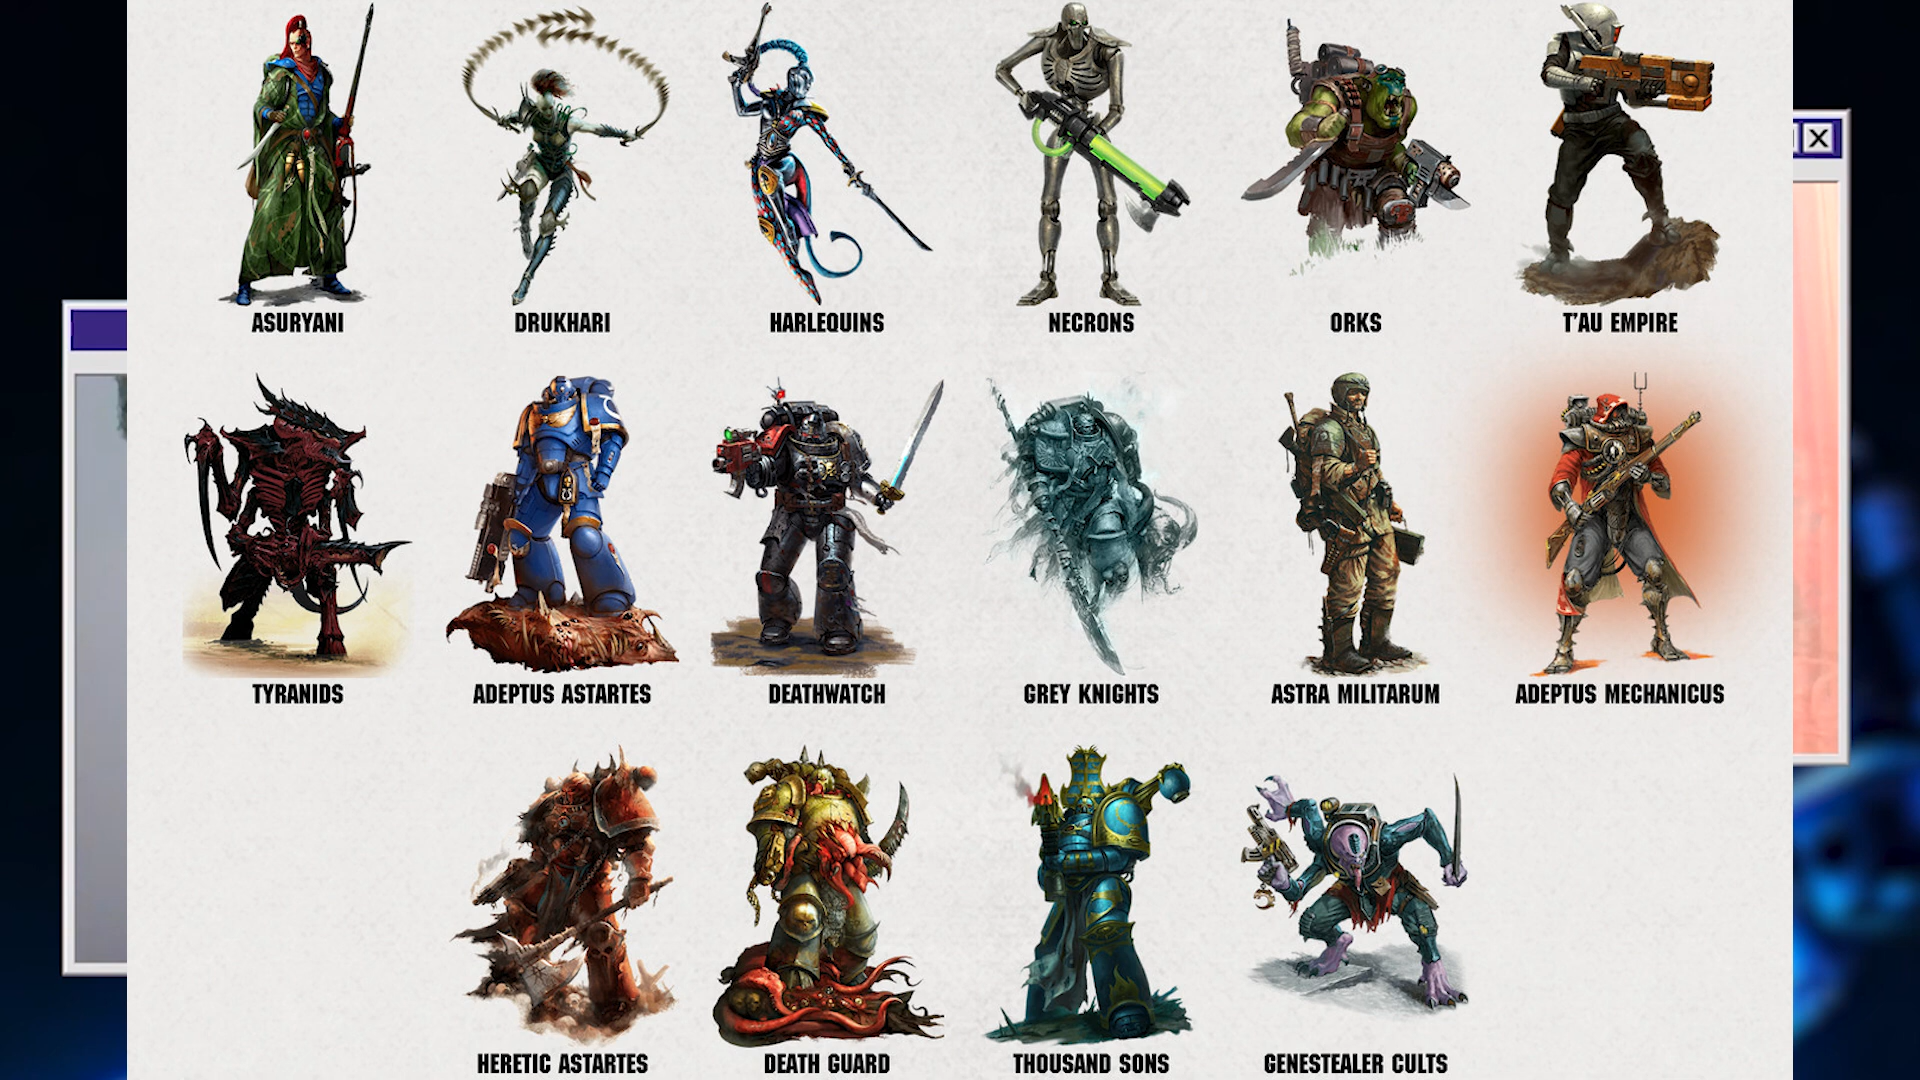 ASURYANI
DRUKHARI
HARLEQUINS
NECRONS
ORKS
T'AU EMPIRE
TYRANIDS
ADEPTUS ASTARTES
DEATHWATCH
GREY KNIGHTS
ASTRA MILITARUM
ADEPTUS MECHANICUS
HERETIC ASTARTES
DEATH GUARD
THOUSAND SONS
GENESTEALER CULTS